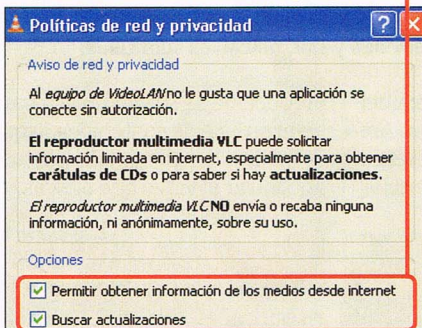 Políticas de red y privacidad
Aviso de red y privacidad
Al equipo de VideoLAN no le gusta que una aplicación se
conecte sin autorización.
El reproductor multimedia VLC puede solicitar
información limitada en internet, especialmente para obtener
carátulas de CDs o para saber si hay actualizaciones.
El reproductor multimedia VLC NO envía o recaba ninguna
información, ni anónimamente, sobre su uso.
Opciones
Permitir obtener información de los medios desde internet
Buscar actualizaciones